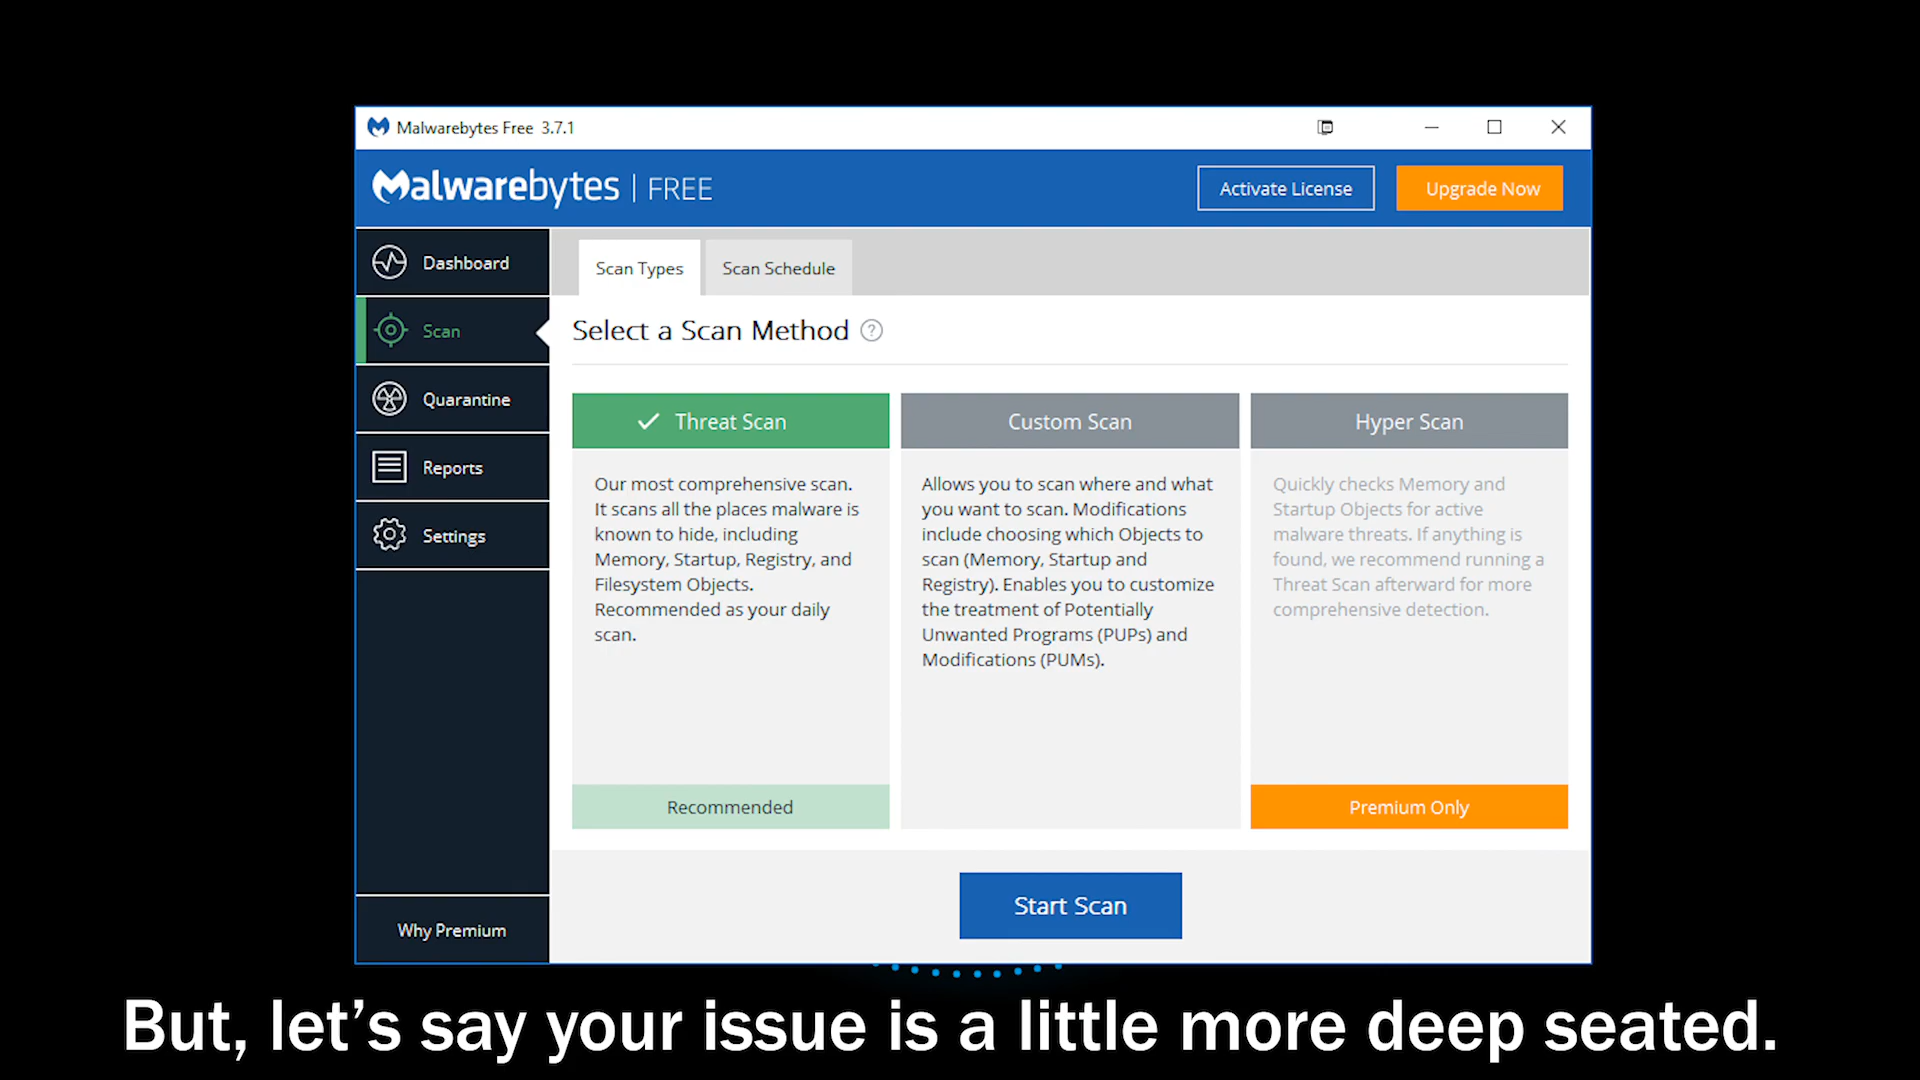 Malwarebytes Free 3.7.1
Malwarebytes | FREE
Activate License
Upgrade Now
Dashboard
Scan
Quarantine
Reports
Settings
Why Premium
Scan Types
Scan Schedule
Select a Scan Method ?
Threat Scan
Our most comprehensive scan.
It scans all the places malware is
known to hide, including
Memory, Startup, Registry, and
Filesystem Objects.
Recommended as your daily
scan.
Recommended
Custom Scan
Allows you to scan where and what
you want to scan. Modifications
include choosing which Objects to
scan (Memory, Startup and
Registry). Enables you to customize
the treatment of Potentially
Unwanted Programs (PUPs) and
Modifications (PUMs).
Hyper Scan
Quickly checks Memory and
Startup Objects for active
malware threats. If anything is
found, we recommend running a
Threat Scan afterward for more
comprehensive detection.
Premium Only
Start Scan
But, let’s say your issue is a little more deep seated.